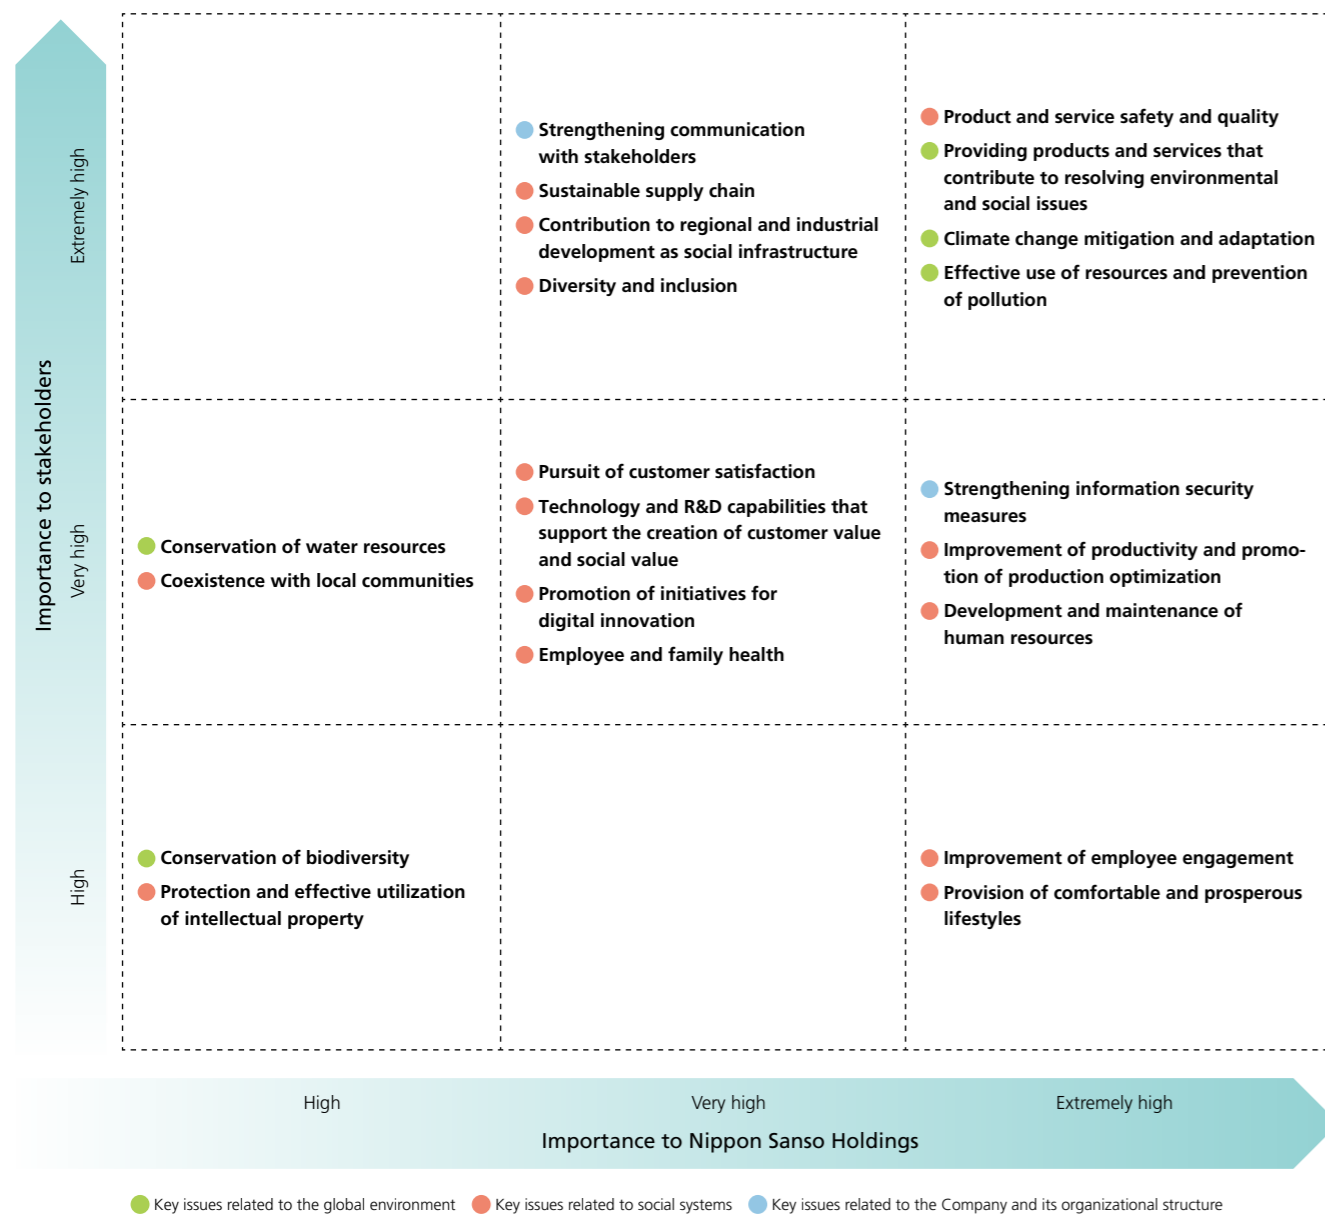 Importance to stakeholders
Extremely high
Very high
High
Strengthening communication
with stakeholders
Sustainable supply chain
Contribution to regional and industrial
development as social infrastructure
Diversity and inclusion
Product and service safety and quality
Providing products and services that
contribute to resolving environmental
and social issues
Climate change mitigation and adaptation
Effective use of resources and prevention
of pollution
Conservation of water resources
Coexistence with local communities
Pursuit of customer satisfaction
Technology and R&D capabilities that
support the creation of customer value
and social value
Promotion of initiatives for
digital innovation
Employee and family health
Strengthening information security
measures
Improvement of productivity and promo-
tion of production optimization
Development and maintenance of
human resources
Conservation of biodiversity
Protection and effective utilization
of intellectual property
Improvement of employee engagement
Provision of comfortable and prosperous
lifestyles
High
Very high
Extremely high
Importance to Nippon Sanso Holdings
Key issues related to the global environment
Key issues related to social systems
Key issues related to the Company and its organizational structure